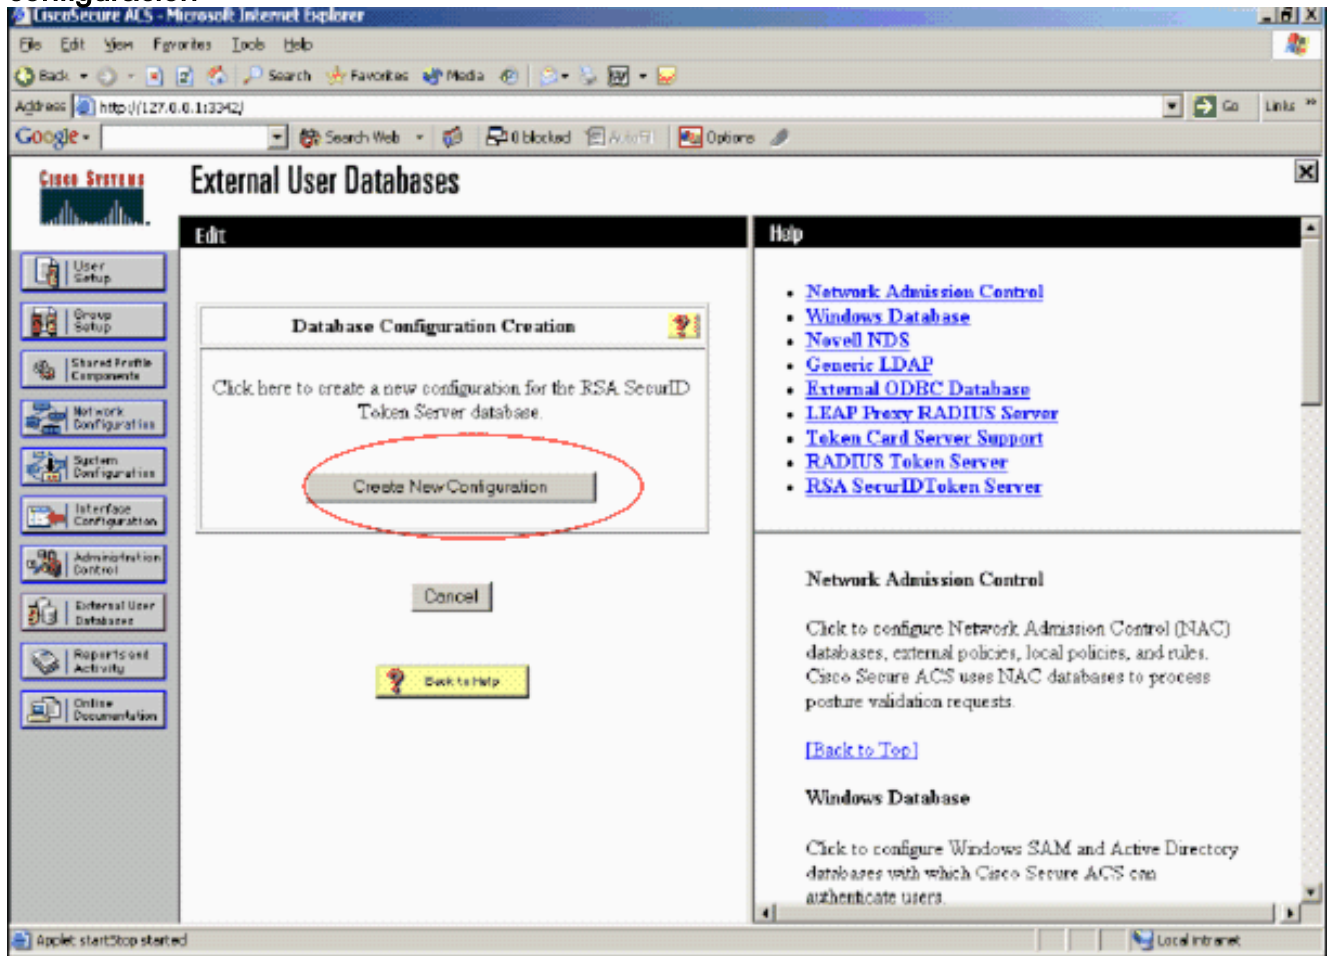 configuración
CiscoSecure ACS - Microsoft Internet Explorer
File Edit View Favorites Tools Help
Back Search Favorites Media
Address http://127.0.0.1:3342/ Go Links »
Google Search Web 0 blocked AutoFill Options
CISCO SYSTEMS
External User Databases
Edit
User
Setup
Group
Setup
Shared Profile
Components
Network
Configuration
System
Configuration
Interface
Configuration
Administration
Control
External User
Databases
Reports and
Activity
Online
Documentation
Database Configuration Creation
Click here to create a new configuration for the RSA SecurID
Token Server database.
Create New Configuration
Cancel
Back to Help
Help
Network Admission Control
Windows Database
Novell NDS
Generic LDAP
External ODBC Database
LEAP Proxy RADIUS Server
Token Card Server Support
RADIUS Token Server
RSA SecurIDToken Server
Network Admission Control
Click to configure Network Admission Control (NAC)
databases, external policies, local policies, and rules.
Cisco Secure ACS uses NAC databases to process
posture validation requests.
[Back to Top]
Windows Database
Click to configure Windows SAM and Active Directory
databases with which Cisco Secure ACS can
authenticate users.
Applet startStop started
Local intranet